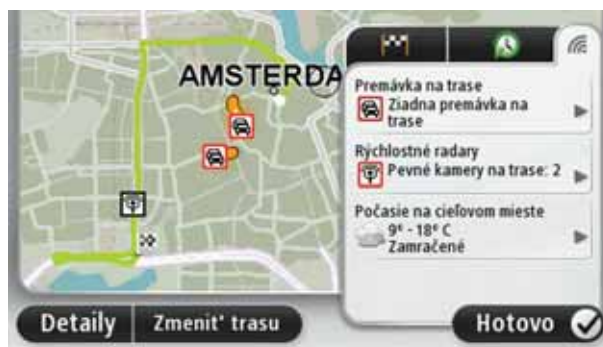 AMSTERDA
Premávka na trase
Žiadna premávka na
trase
Rýchlostné radary
Pevné kamery na trase: 2
Počasie na cieľovom mieste
9° - 18° C
Zamračené
Detaily
Zmeniť trasu
Hotovo